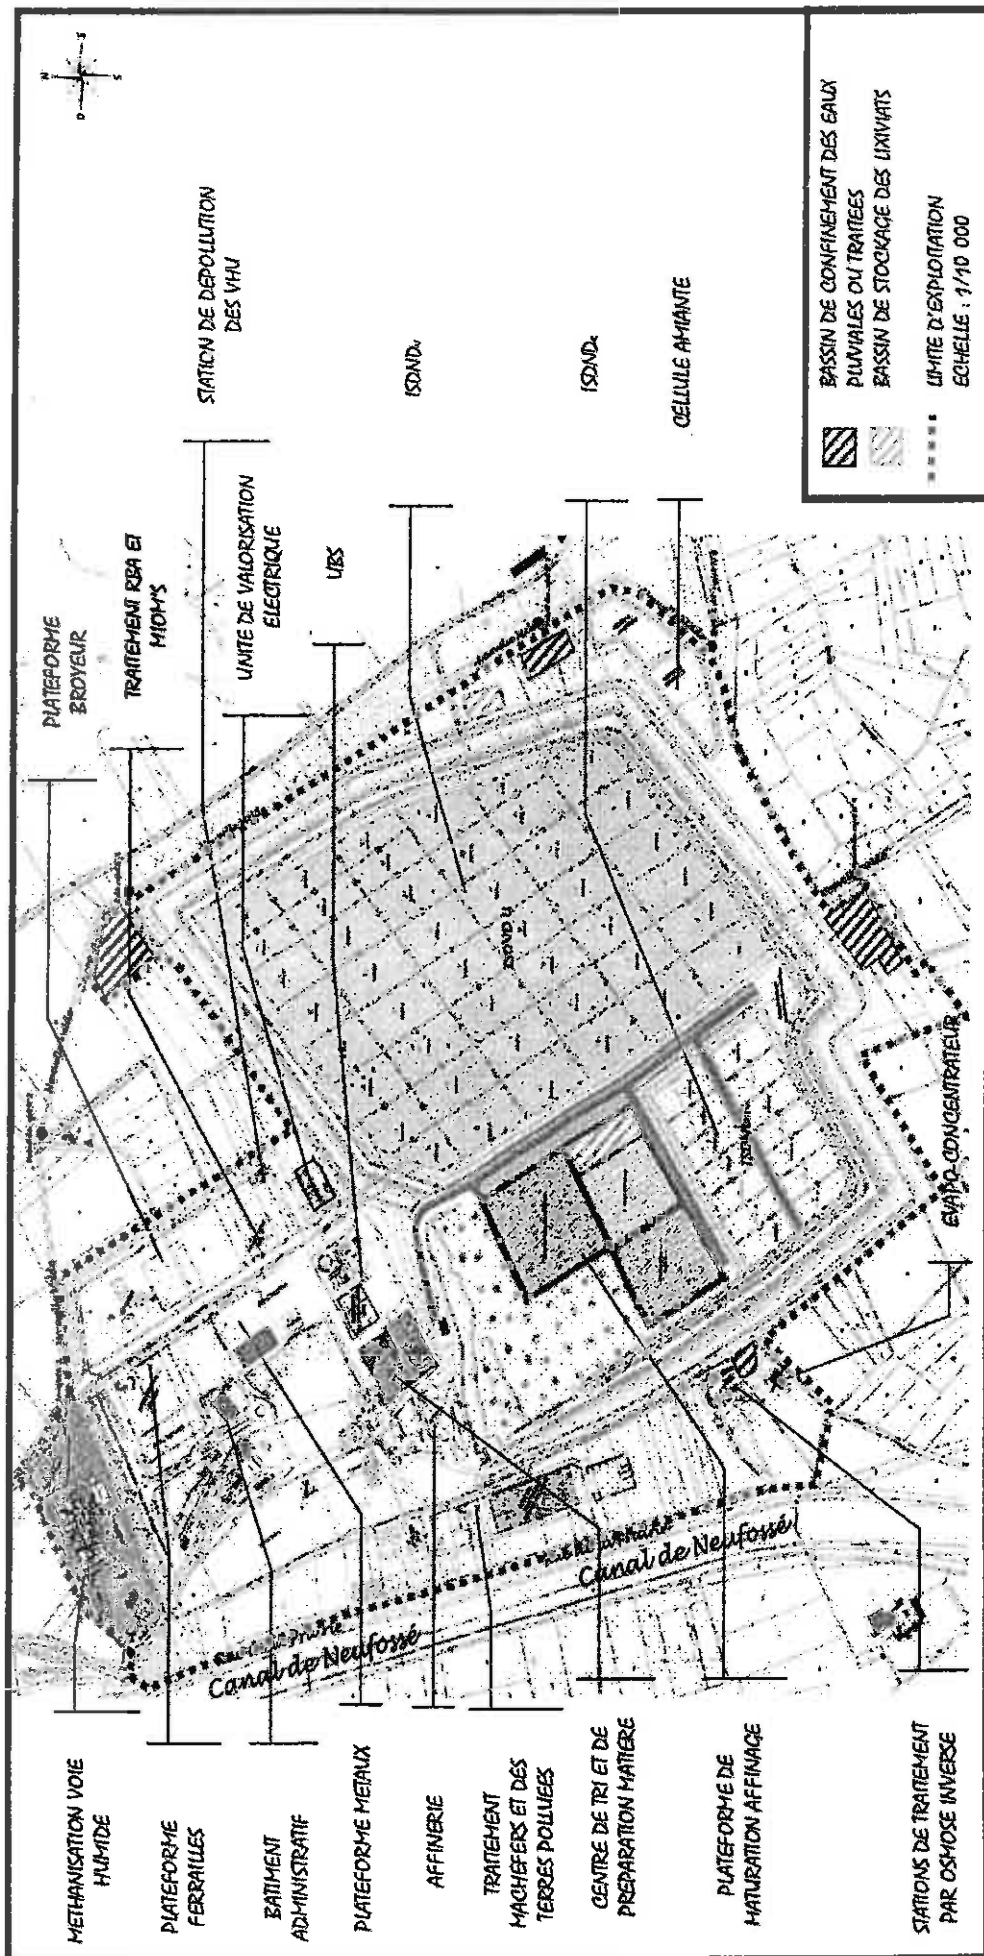 N
O
S
PLATEFORME
BROYEUR
TRAITEMENT RBA ET
MIOM'S
STATION DE DEPOLLUTION
DES VHU
UNITE DE VALORISATION
ELECTRIQUE
UBS
ISDNDu
ISDND
CELLULE AMIANTE
ISDND U
EVAPO-CONCENTRATEUR
Canal de Neufossé
Canal de Neufossé
METHANISATION VOIE
HUMIDE
PLATEFORME
FERRAILLES
BATIMENT
ADMINISTRATIF
PLATEFORME METAUX
AFFINERIE
TRAITEMENT
MACHEFERS ET DES
TERRES POLLUEES
CENTRE DE TRI ET DE
PREPARATION MATIERE
PLATEFORME DE
MATURATION AFFINAGE
STATIONS DE TRAITEMENT
PAR OSMOSE INVERSE
BASSIN DE CONFINEMENT DES EAUX
PLUVIALES OU TRAITEES
BASSIN DE STOCKAGE DES LIXIVIATS
LIMITE D'EXPLOITATION
ECHELLE : 1/10 000